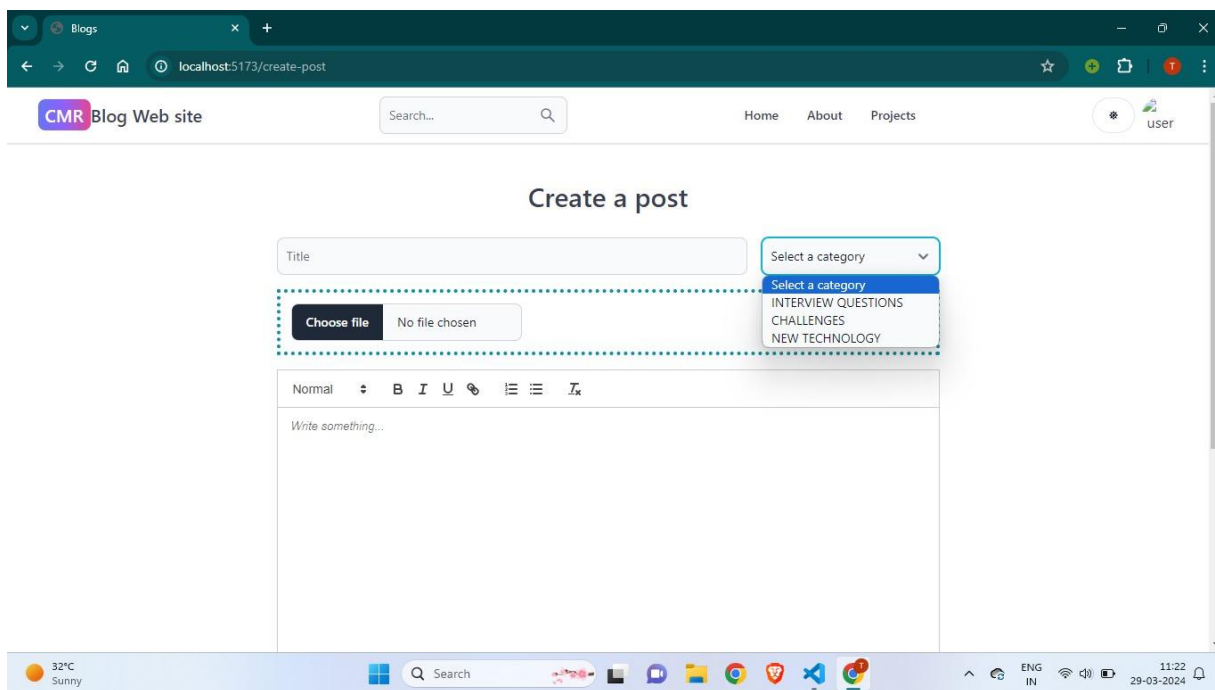 Blogs
localhost:5173/create-post
T
CMR Blog Web site
Search...
Home About Projects
user
Create a post
Title
Select a category
Select a category
INTERVIEW QUESTIONS
CHALLENGES
NEW TECHNOLOGY
Choose file No file chosen
Normal B I U
Write something...
32°C
Sunny
Search
T
ENG
IN
11:22
29-03-2024